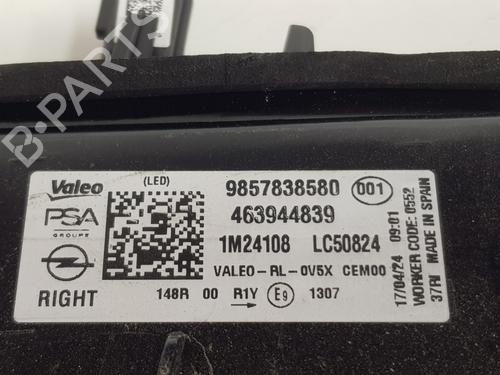 B-PARTS
Valeo
(LED)
9857838580 001
PSA
GROUPE
463944839
1M24108 LC50824
VALEO-RL-0V5X CEM00
RIGHT
148R 00 R1Y → E9 1307
17/04/24 09:01
WORKER CODE: 0552
37RI MADE IN SPAIN